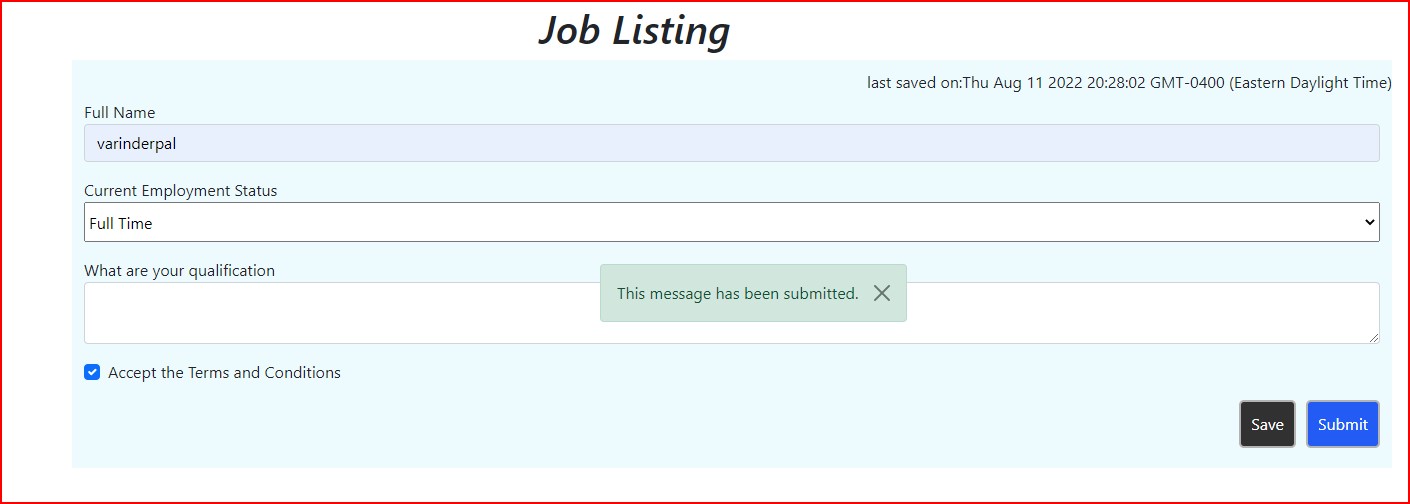 Job Listing
last saved on:Thu Aug 11 2022 20:28:02 GMT-0400 (Eastern Daylight Time)
Full Name
varinderpal
Current Employment Status
Full Time
What are your qualification
This message has been submitted.
Accept the Terms and Conditions
Save Submit